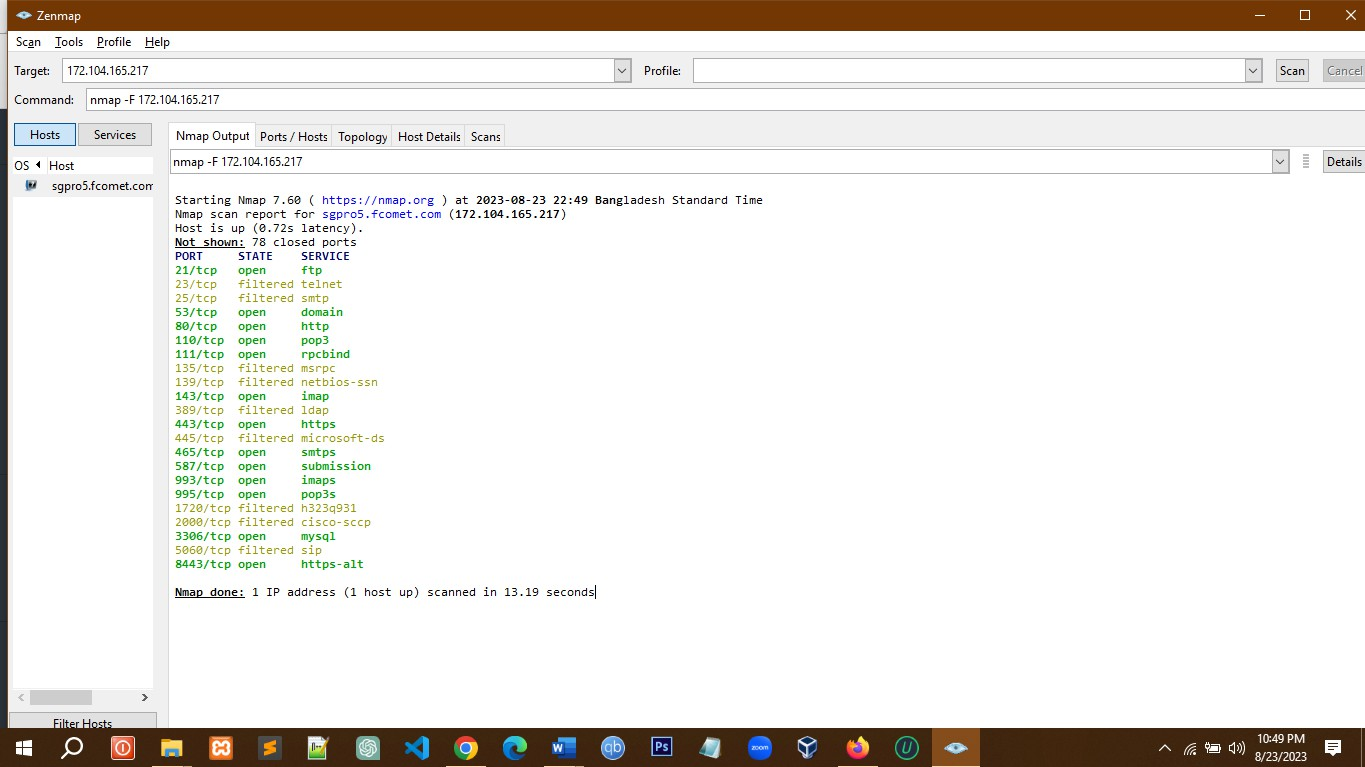 Zenmap
Scan Tools Profile Help
Target: 172.104.165.217 Profile: Scan Cancel
Command: nmap -F 172.104.165.217
Hosts Services Nmap Output Ports / Hosts Topology Host Details Scans
nmap -F 172.104.165.217 Details
OS Host
sgpro5.fcomet.com
Starting Nmap 7.60 ( https://nmap.org ) at 2023-08-23 22:49 Bangladesh Standard Time
Nmap scan report for sgpro5.fcomet.com (172.104.165.217)
Host is up (0.72s latency).
Not shown: 78 closed ports
PORT STATE SERVICE
21/tcp open ftp
23/tcp filtered telnet
25/tcp filtered smtp
53/tcp open domain
80/tcp open http
110/tcp open pop3
111/tcp open rpcbind
135/tcp filtered msrpc
139/tcp filtered netbios-ssn
143/tcp open imap
389/tcp filtered ldap
443/tcp open https
445/tcp filtered microsoft-ds
465/tcp open smtps
587/tcp open submission
993/tcp open imaps
995/tcp open pop3s
1720/tcp filtered h323q931
2000/tcp filtered cisco-sccp
3306/tcp open mysql
5060/tcp filtered sip
8443/tcp open https-alt
Nmap done: 1 IP address (1 host up) scanned in 13.19 seconds
Filter Hosts
qb
Ps
zoom
10:49 PM
8/23/2023